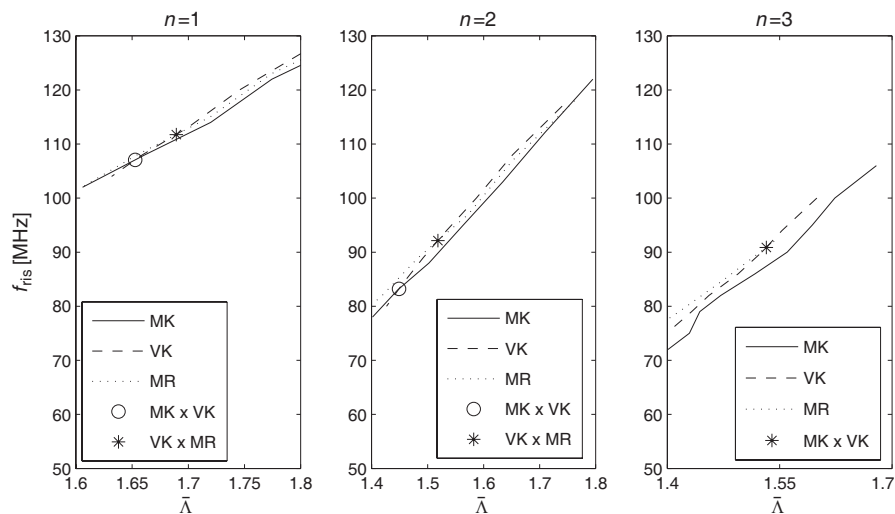 n=1
130
120
110
100
90
80
70
60
50
1.6
1.65
1.7
1.75
1.8
f_ris [MHz]
Λ̄
MK
VK
MR
MK x VK
VK x MR
n=2
130
120
110
100
90
80
70
60
50
1.4
1.5
1.6
1.7
1.8
Λ̄
MK
VK
MR
MK x VK
VK x MR
n=3
130
120
110
100
90
80
70
60
50
1.4
1.55
1.7
Λ̄
MK
VK
MR
MK x VK